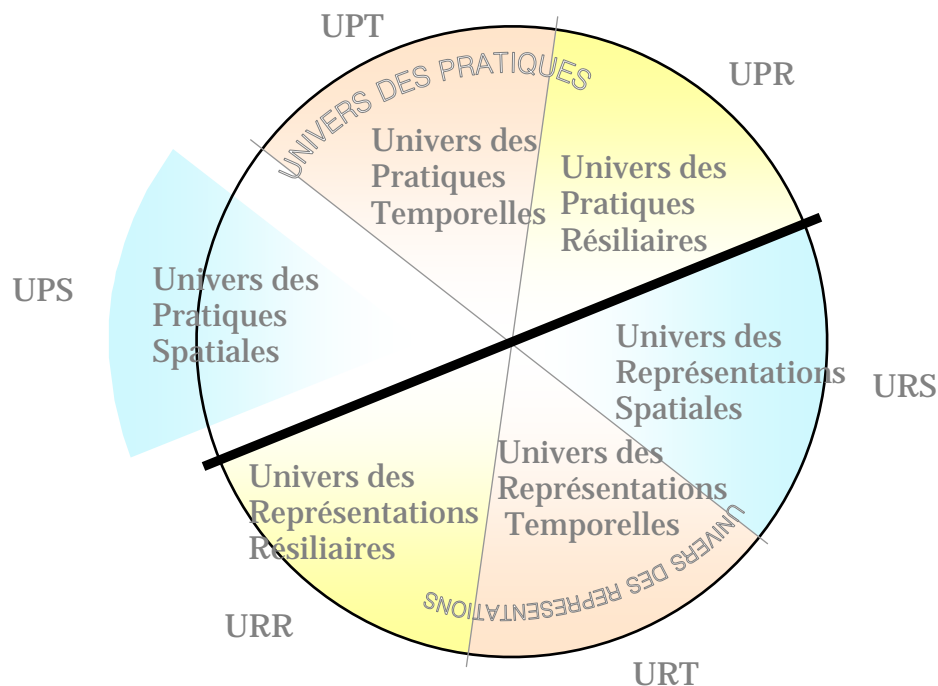 UPT
UNIVERS DES PRATIQUES
UPR
Univers des
Pratiques
Temporelles
Univers des
Pratiques
Résiliaires
UPS
Univers des
Pratiques
Spatiales
Univers des
Représentations
Spatiales
URS
Univers des
Représentations
Temporelles
Univers des
Représentations
Résiliaires
UNIVERS DES REPRESENTATIONS
URR
URT